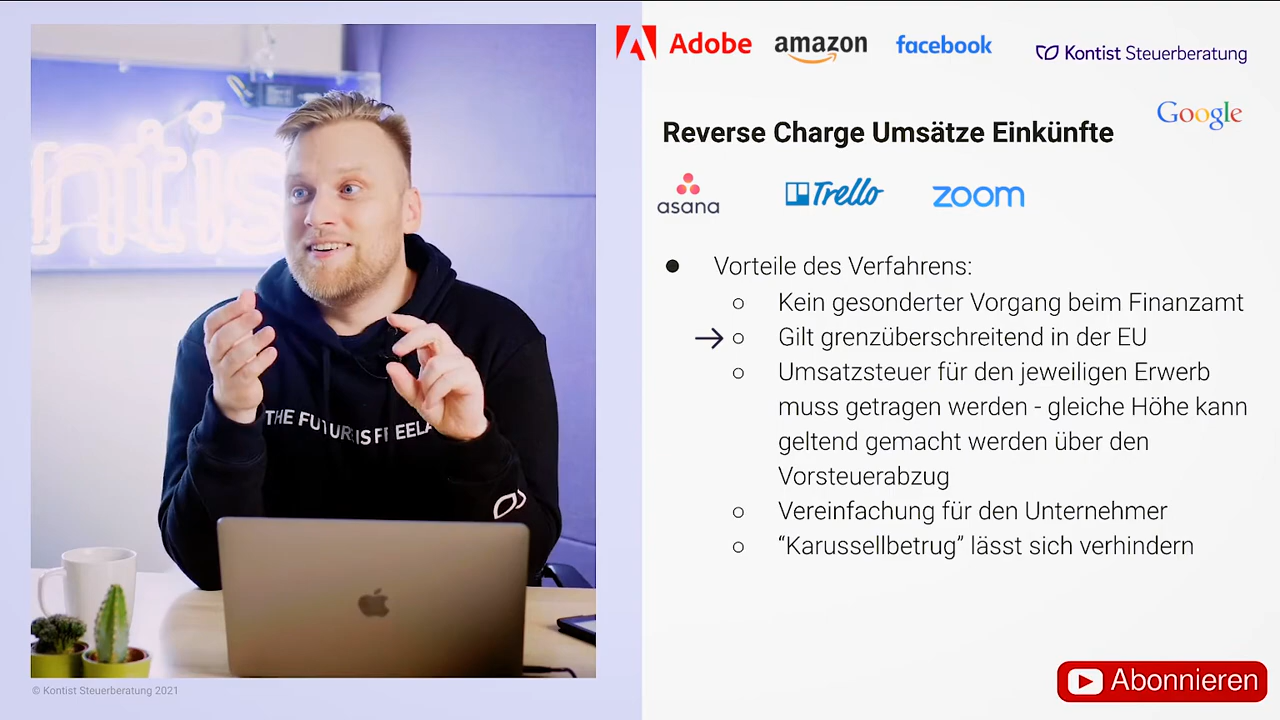 Adobe amazon facebook
Kontist Steuerberatung
Google
Reverse Charge Umsätze Einkünfte
asana Trello zoom
● Vorteile des Verfahrens:
○ Kein gesonderter Vorgang beim Finanzamt
→ ○ Gilt grenzüberschreitend in der EU
○ Umsatzsteuer für den jeweiligen Erwerb
muss getragen werden - gleiche Höhe kann
geltend gemacht werden über den
Vorsteuerabzug
○ Vereinfachung für den Unternehmer
○ “Karussellbetrug” lässt sich verhindern
THE FUTURE IS FREELA
© Kontist Steuerberatung 2021
Abonnieren